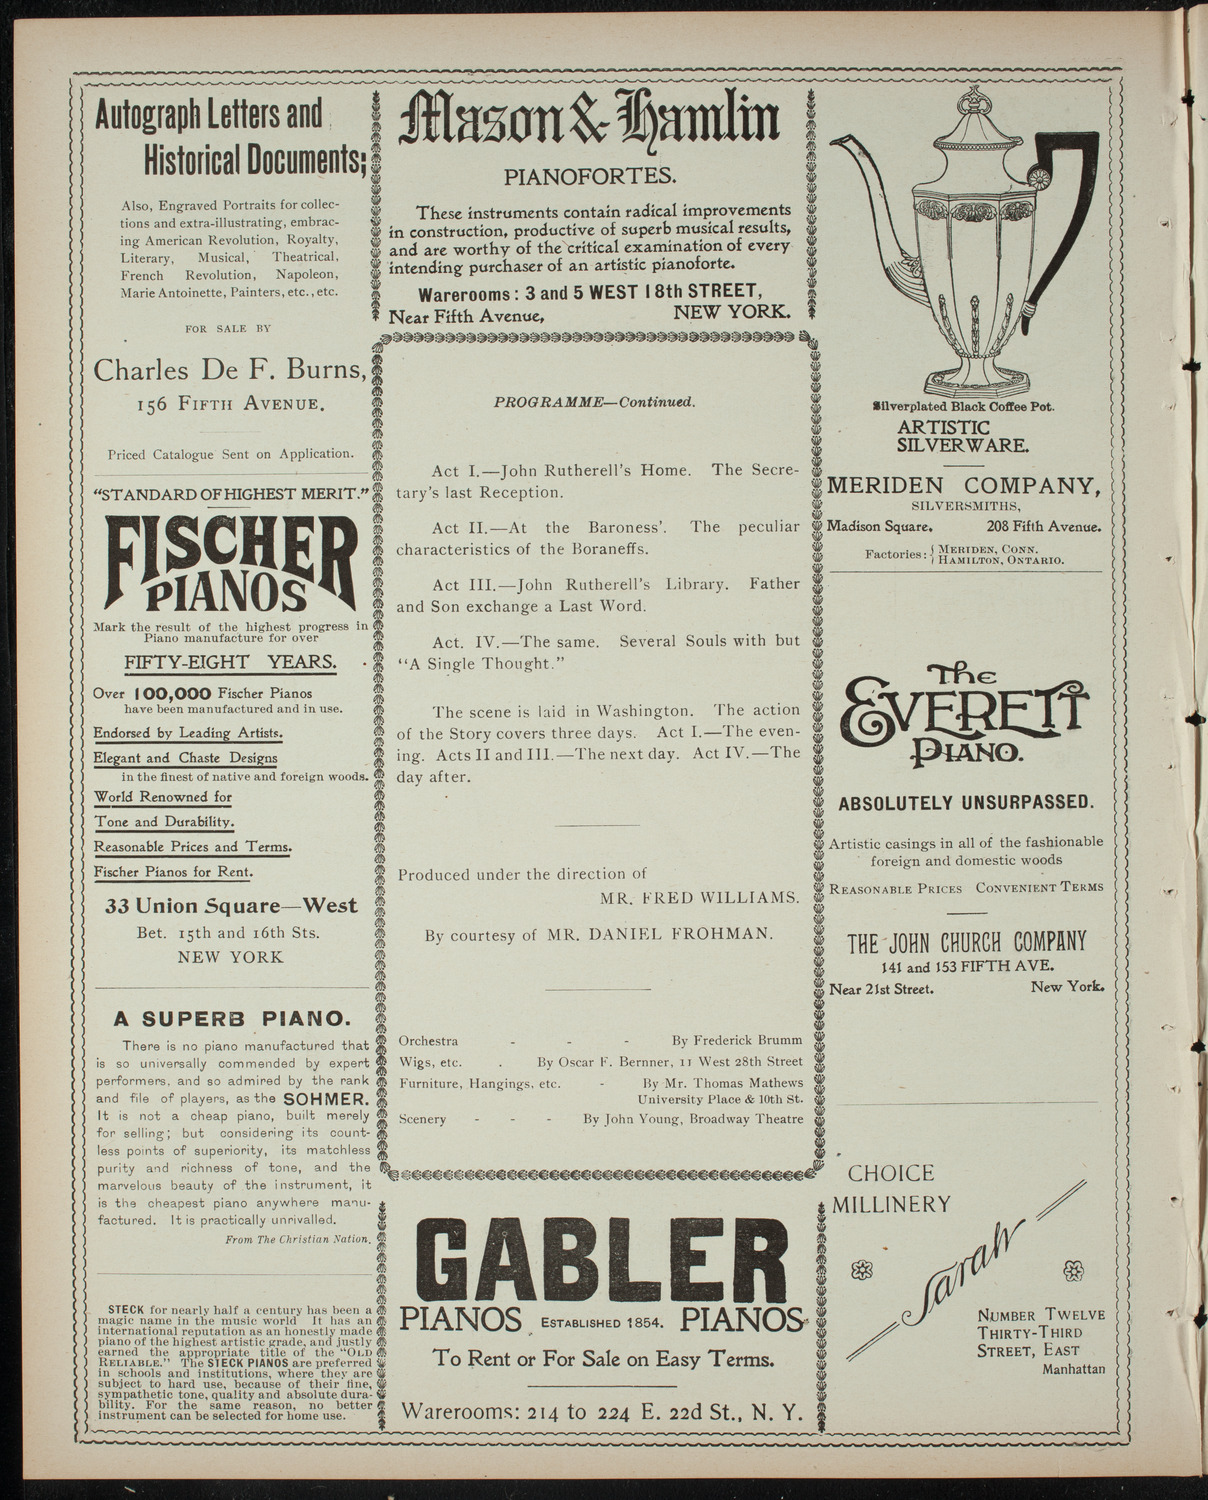 Autograph Letters and
Historical Documents;
Also, Engraved Portraits for collec-
tions and extra-illustrating, embrac-
ing American Revolution, Royalty,
Literary, Musical, Theatrical,
French Revolution, Napoleon,
Marie Antoinette, Painters, etc., etc.
FOR SALE BY
Charles De F. Burns,
156 FIFTH AVENUE.
Priced Catalogue Sent on Application.
"STANDARD OF HIGHEST MERIT."
FISCHER
PIANOS
Mark the result of the highest progress in
Piano manufacture for over
FIFTY-EIGHT YEARS.
Over 100,000 Fischer Pianos
have been manufactured and in use.
Endorsed by Leading Artists.
Elegant and Chaste Designs
in the finest of native and foreign woods.
World Renowned for
Tone and Durability.
Reasonable Prices and Terms.
Fischer Pianos for Rent.
33 Union Square—West
Bet. 15th and 16th Sts.
NEW YORK
A SUPERB PIANO.
There is no piano manufactured that
is so universally commended by expert
performers, and so admired by the rank
and file of players, as the SOHMER.
It is not a cheap piano, built merely
for selling; but considering its count-
less points of superiority, its matchless
purity and richness of tone, and the
marvelous beauty of the instrument, it
is the cheapest piano anywhere manu-
factured. It is practically unrivalled.
From The Christian Nation.
STECK for nearly half a century has been a
magic name in the music world It has an
international reputation as an honestly made
piano of the highest artistic grade, and justly
earned the appropriate title of the "OLD
RELIABLE." The STECK PIANOS are preferred
in schools and institutions, where they are
subject to hard use, because of their fine,
sympathetic tone, quality and absolute dura-
bility. For the same reason, no better
instrument can be selected for home use.
Mason & Hamlin
PIANOFORTES.
These instruments contain radical improvements
in construction, productive of superb musical results,
and are worthy of the critical examination of every
intending purchaser of an artistic pianoforte.
Warerooms: 3 and 5 WEST 18th STREET,
Near Fifth Avenue, NEW YORK.
PROGRAMME—Continued.
Act I.—John Rutherell's Home. The Secre-
tary's last Reception.
Act II.—At the Baroness'. The peculiar
characteristics of the Boraneffs.
Act III.—John Rutherell's Library. Father
and Son exchange a Last Word.
Act. IV.—The same. Several Souls with but
"A Single Thought."
The scene is laid in Washington. The action
of the Story covers three days. Act I.—The even-
ing. Acts II and III.—The next day. Act IV.—The
day after.
Produced under the direction of
MR. FRED WILLIAMS.
By courtesy of MR. DANIEL FROHMAN.
Orchestra - - - By Frederick Brumm
Wigs, etc. . By Oscar F. Bernner, 11 West 28th Street
Furniture, Hangings, etc. - By Mr. Thomas Mathews
University Place & 10th St.
Scenery - - - By John Young, Broadway Theatre
GABLER
PIANOS ESTABLISHED 1854. PIANOS
To Rent or For Sale on Easy Terms.
Warerooms: 214 to 224 E. 22d St., N. Y.
Silverplated Black Coffee Pot.
ARTISTIC
SILVERWARE.
MERIDEN COMPANY,
SILVERSMITHS,
Madison Square. 208 Fifth Avenue.
Factories: { MERIDEN, CONN.
HAMILTON, ONTARIO.
The
EVERETT
PIANO.
ABSOLUTELY UNSURPASSED.
Artistic casings in all of the fashionable
foreign and domestic woods
REASONABLE PRICES CONVENIENT TERMS
THE JOHN CHURCH COMPANY
141 and 153 FIFTH AVE.
Near 21st Street. New York.
CHOICE
MILLINERY
Sarah
NUMBER TWELVE
THIRTY-THIRD
STREET, EAST
Manhattan